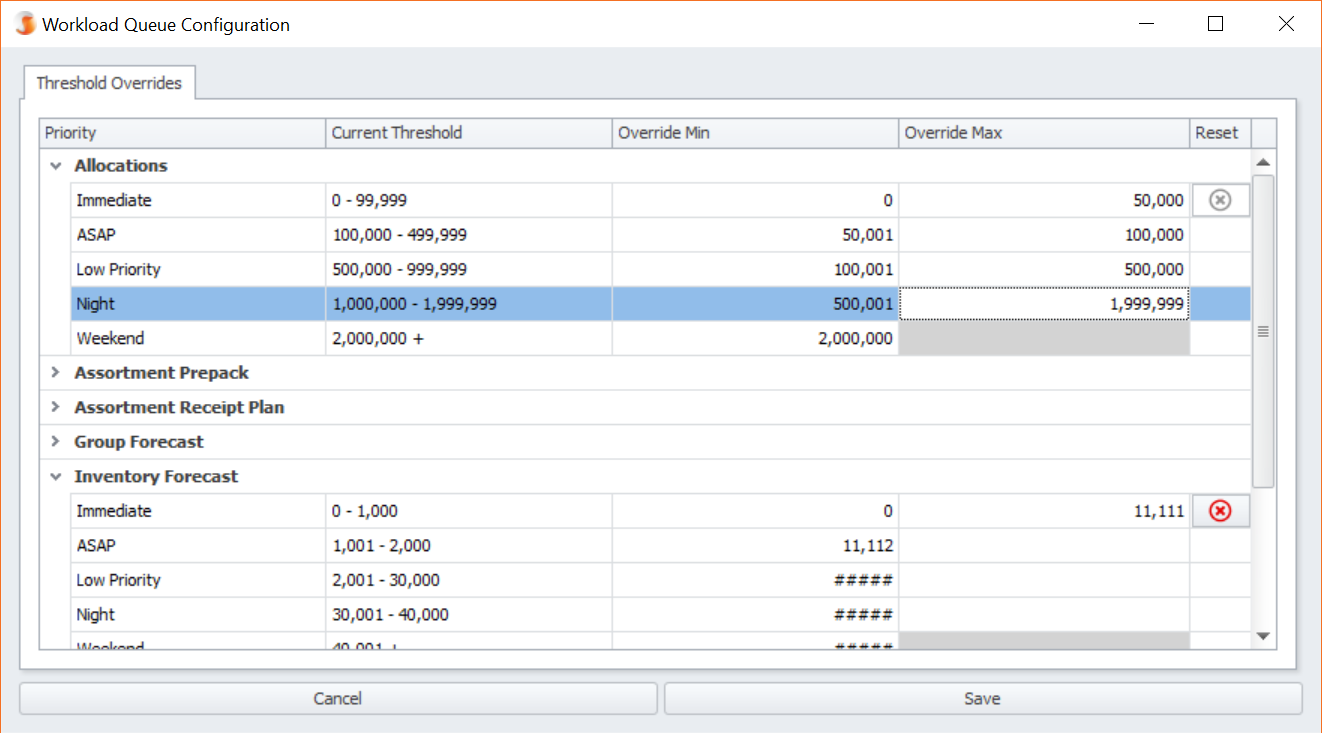 Workload Queue Configuration
Threshold Overrides
Priority Current Threshold Override Min Override Max Reset
Allocations
Immediate 0 - 99,999 0 50,000
ASAP 100,000 - 499,999 50,001 100,000
Low Priority 500,000 - 999,999 100,001 500,000
Night 1,000,000 - 1,999,999 500,001 1,999,999
Weekend 2,000,000 + 2,000,000
Assortment Prepack
Assortment Receipt Plan
Group Forecast
Inventory Forecast
Immediate 0 - 1,000 0 11,111
ASAP 1,001 - 2,000 11,112
Low Priority 2,001 - 30,000 #####
Night 30,001 - 40,000 #####
Weekend 40,001 + #####
Cancel Save